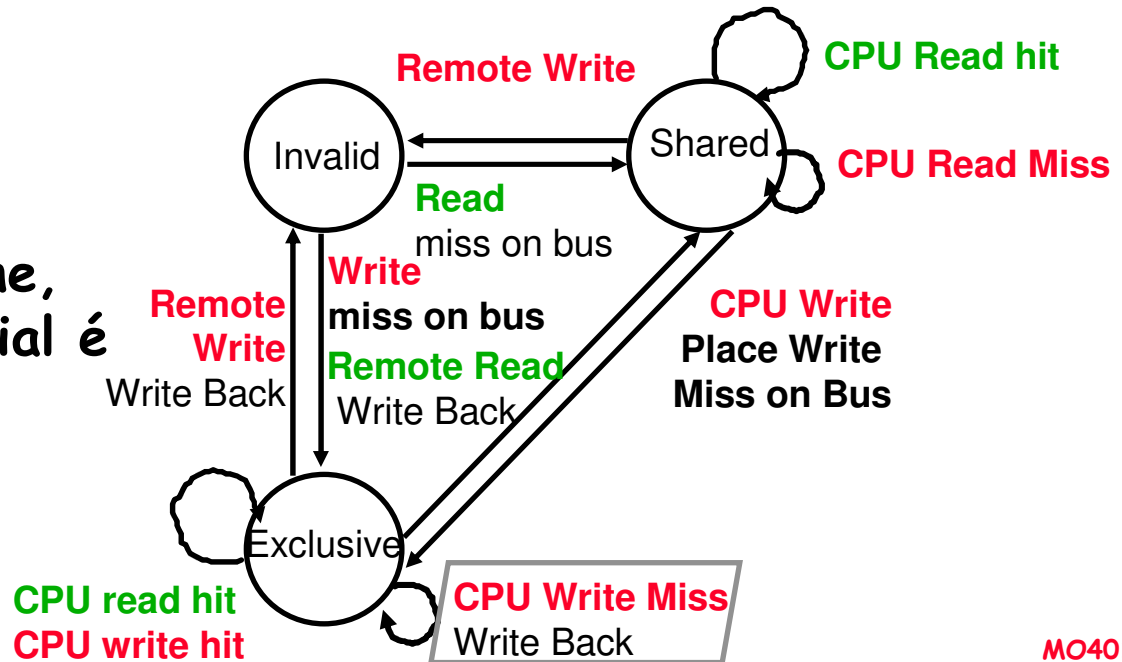 Remote Write
CPU Read hit
Invalid
Shared
CPU Read Miss
Read
miss on bus
ne,
ial é
Remote
Write
Write Back
Write
miss on bus
Remote Read
Write Back
CPU Write
Place Write
Miss on Bus
Exclusive
CPU read hit
CPU write hit
CPU Write Miss
Write Back
MO40